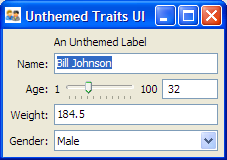 Unthemed Traits UI
An Unthemed Label
Name: Bill Johnson
Age: 1 100 32
Weight: 184.5
Gender: Male